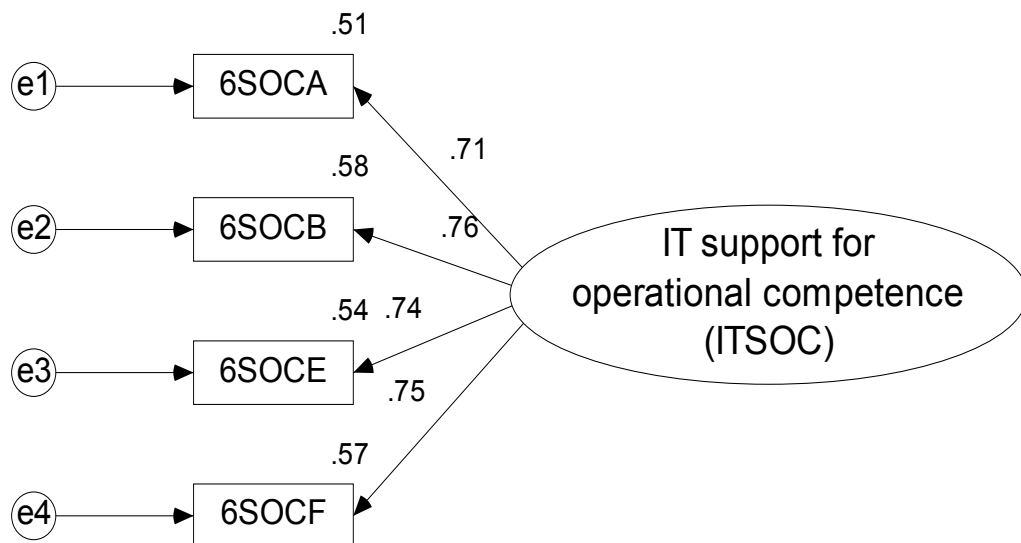 .51
e1
6SOCA
.71
.58
e2
6SOCB
.76
IT support for
operational competence
(ITSOC)
.54
.74
e3
6SOCE
.75
.57
e4
6SOCF